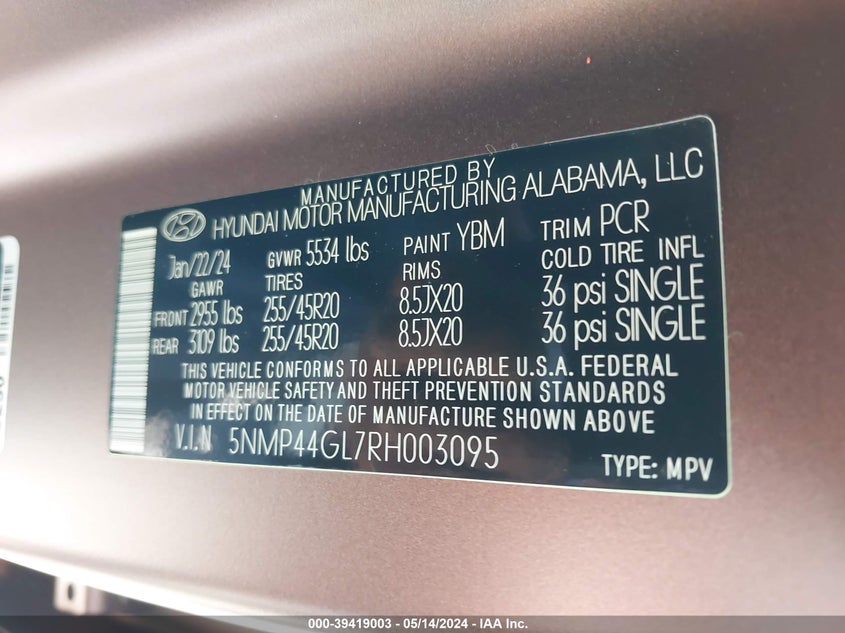 MANUFACTURED BY
HYUNDAI MOTOR MANUFACTURING ALABAMA, LLC
Jan/22/24 GVWR 5534 lbs PAINT YBM TRIM PCR
GAWR TIRES RIMS COLD TIRE INFL
FRONT 2955 lbs 255/45R20 8.5JX20 36 psi SINGLE
REAR 3109 lbs 255/45R20 8.5JX20 36 psi SINGLE
THIS VEHICLE CONFORMS TO ALL APPLICABLE U.S.A. FEDERAL
MOTOR VEHICLE SAFETY AND THEFT PREVENTION STANDARDS
IN EFFECT ON THE DATE OF MANUFACTURE SHOWN ABOVE
V.I.N 5NMP44GL7RH003095
TYPE: MPV
000-39419003 - 05/14/2024 - IAA Inc.